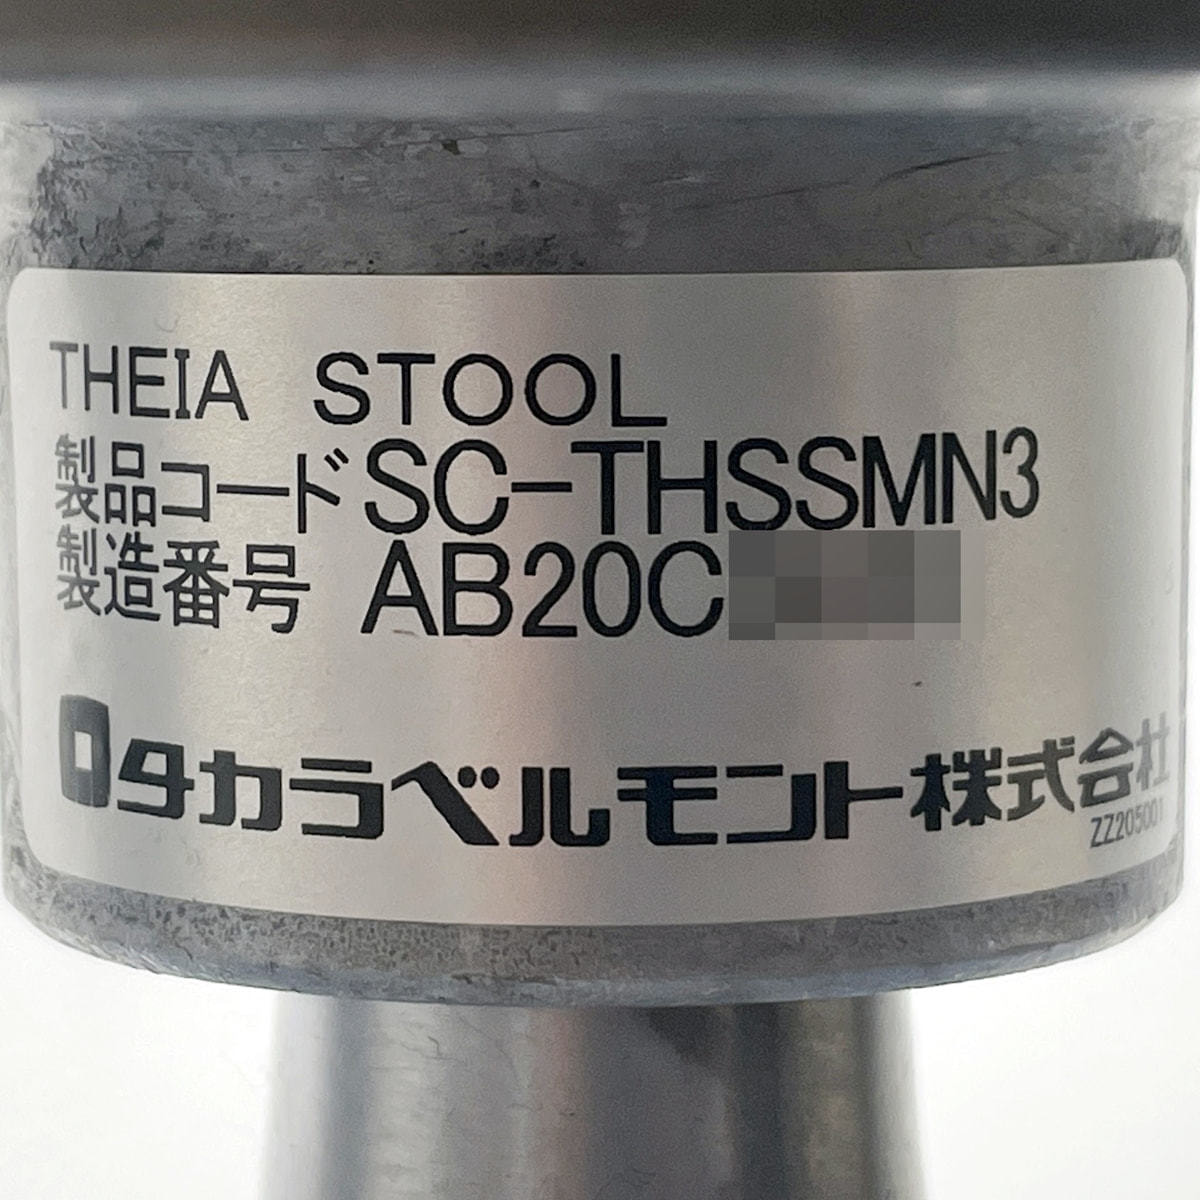 THEIA STOOL
製品コードSC-THSSMN3
製造番号 AB20C
タカラベルモント株式会社
ZZ205001